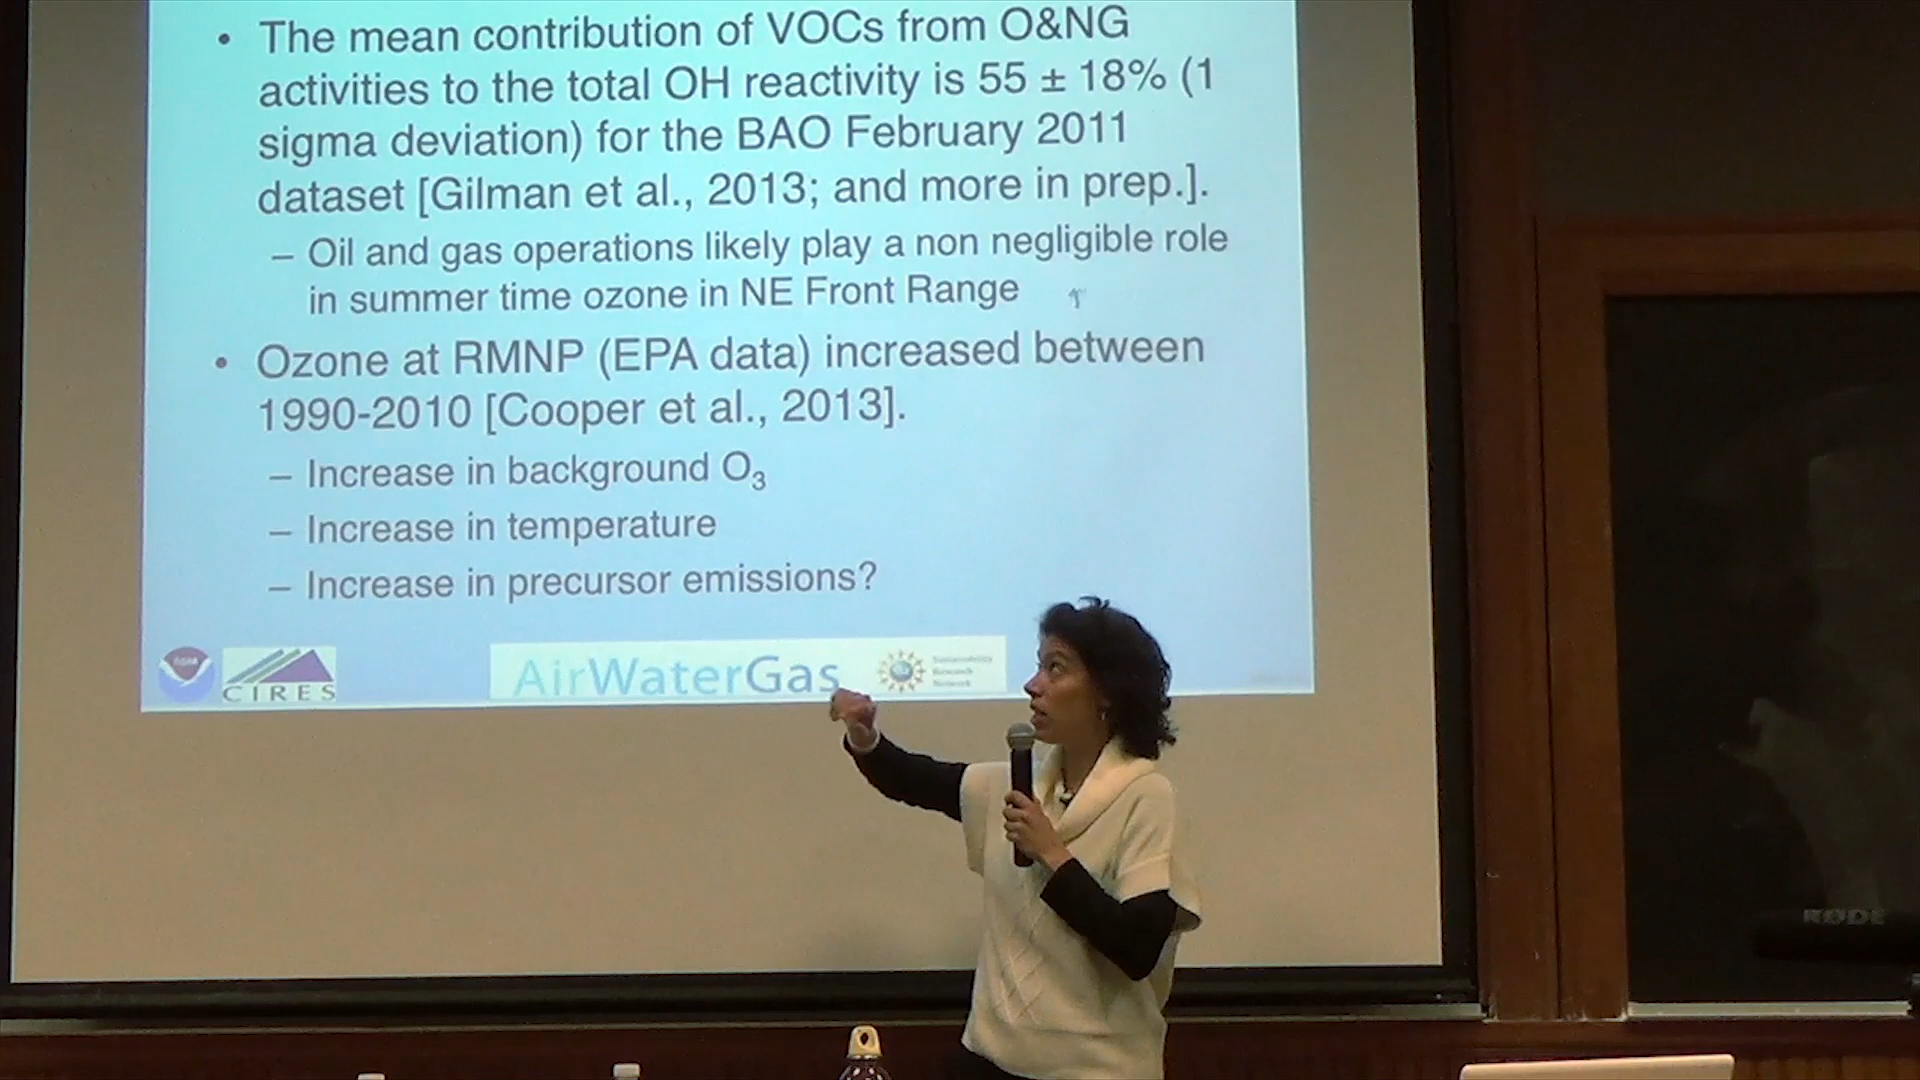 • The mean contribution of VOCs from O&NG
activities to the total OH reactivity is 55 ± 18% (1
sigma deviation) for the BAO February 2011
dataset [Gilman et al., 2013; and more in prep.].
– Oil and gas operations likely play a non negligible role
in summer time ozone in NE Front Range
• Ozone at RMNP (EPA data) increased between
1990-2010 [Cooper et al., 2013].
– Increase in background O₃
– Increase in temperature
– Increase in precursor emissions?
CIRES
AirWaterGas
Sustainability
Research
Network
RODE